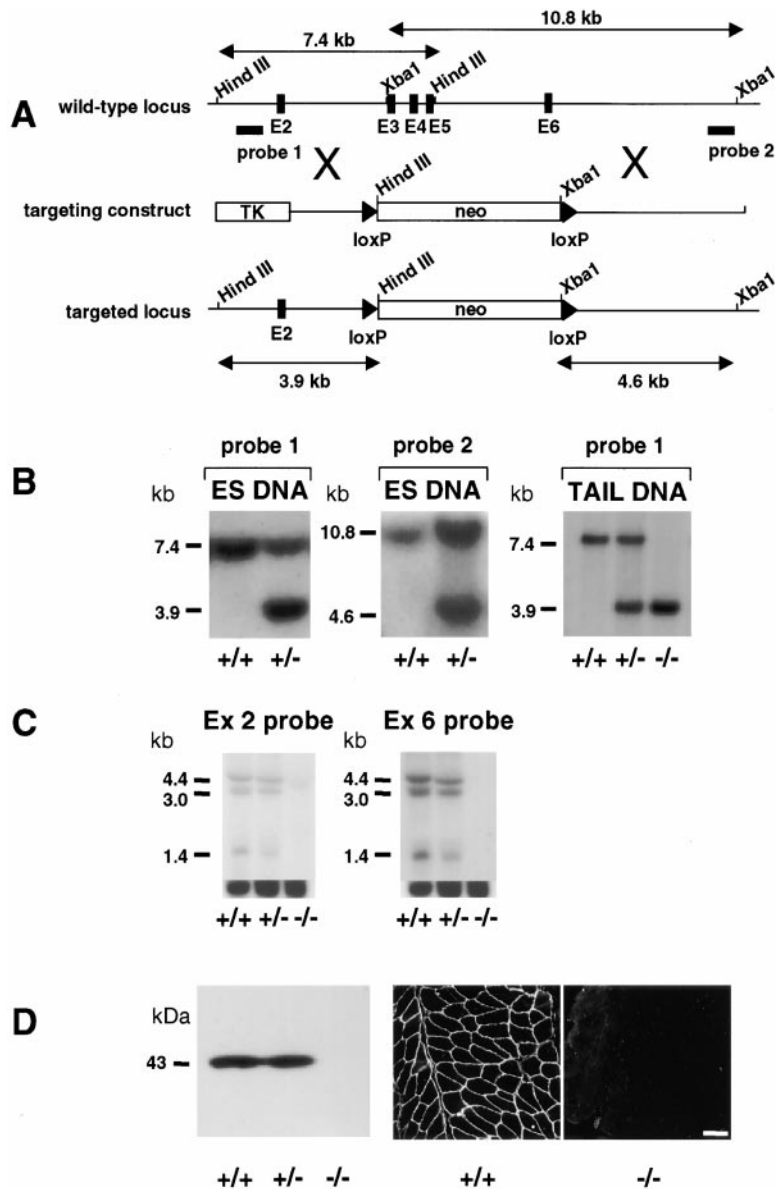 A
10.8 kb
7.4 kb
Hind III
Xba1
Hind III
Xba1
wild-type locus
E2
E3
E4
E5
E6
probe 1
X
X
probe 2
Hind III
Xba1
targeting construct
TK
neo
loxP
loxP
Hind III
Hind III
Xba1
Xba1
targeted locus
E2
neo
loxP
loxP
3.9 kb
4.6 kb
B
probe 1
probe 2
probe 1
kb
ES DNA
ES DNA
kb
TAIL DNA
7.4
3.9
10.8
4.6
7.4
3.9
+/+ +/-
+/+ +/-
+/+ +/- -/-
C
Ex 2 probe
Ex 6 probe
kb
kb
4.4
3.0
1.4
4.4
3.0
1.4
+/+ +/- -/-
+/+ +/- -/-
D
kDa
43
+/+ +/- -/-
+/+
-/-